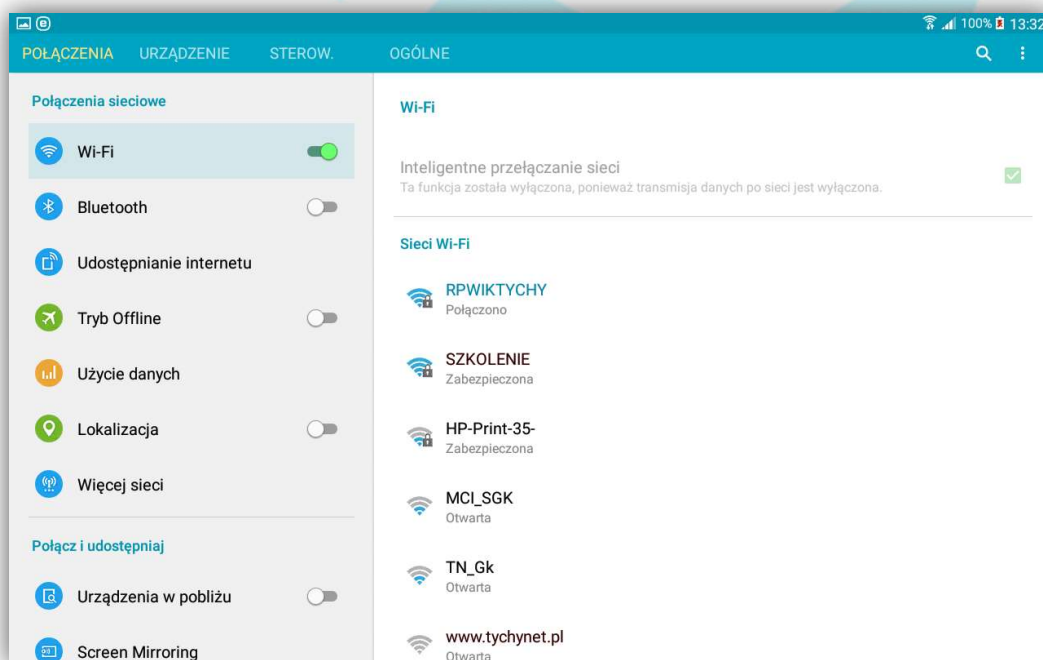 100% 13:32
POŁĄCZENIA URZĄDZENIE STEROW. OGÓLNE
Połączenia sieciowe
Wi-Fi
Bluetooth
Udostępnianie internetu
Tryb Offline
Użycie danych
Lokalizacja
Więcej sieci
Połącz i udostępniaj
Urządzenia w pobliżu
Screen Mirroring
Wi-Fi
Inteligentne przełączanie sieci
Ta funkcja została wyłączona, ponieważ transmisja danych po sieci jest wyłączona.
Sieci Wi-Fi
RPWIKTYCHY
Połączono
SZKOLENIE
Zabezpieczona
HP-Print-35-
Zabezpieczona
MCI_SGK
Otwarta
TN_Gk
Otwarta
www.tychynet.pl
Otwarta